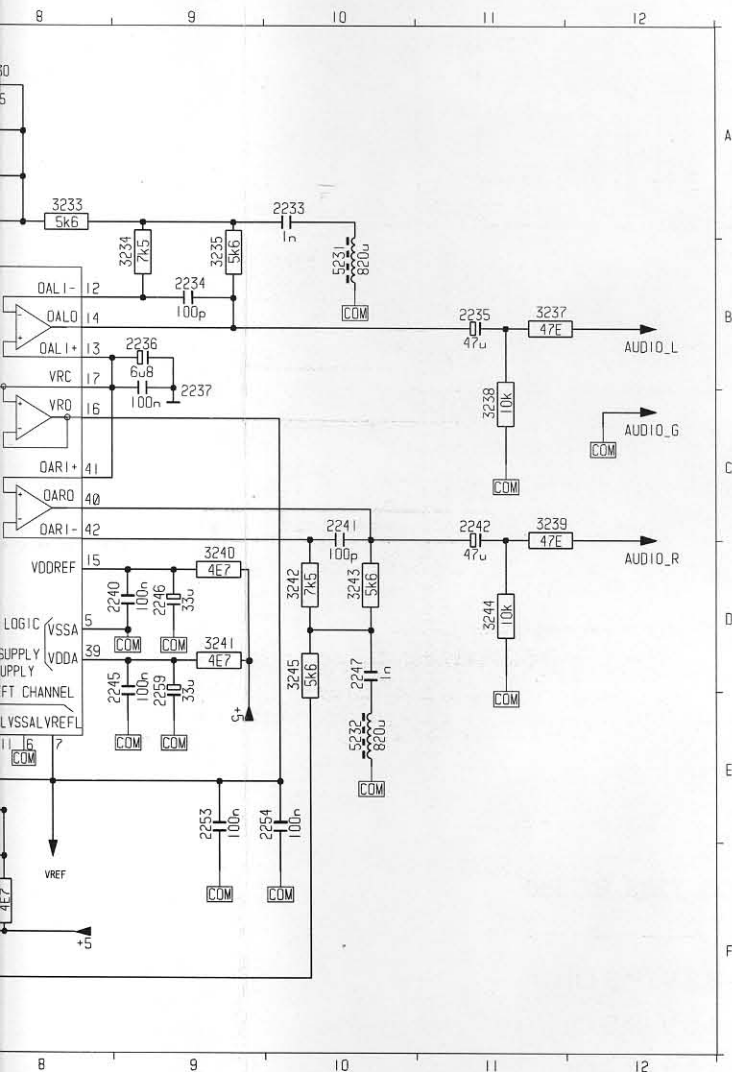 8 9 10 11 12
A
3233
5k6
3234
7k5
3235
5k6
2233
1n
5231
820u
COM
2234
100p
OALI- 12
OALO 14
OALI+ 13
VRC 17
VRO 16
OARI+ 41
OARO 40
OARI- 42
B
2236
6u8
100n
2237
2235
47u
3237
47E
AUDIO_L
3238
10k
COM
AUDIO_G
COM
C
2241
100p
2242
47u
3239
47E
AUDIO_R
VDDREF 15
3240
4E7
2240
100n
2246
33u
3242
7k5
3243
5k6
3244
10k
COM
D
LOGIC
VSSA 5
COM
COM
SUPPLY
VDDA 39
UPPLY
FT CHANNEL
3241
4E7
2245
100n
2259
33u
COM
COM
+5
3245
5k6
2247
1n
5232
820u
COM
LVSSALVREFL
11 6 7
COM
E
2253
100n
2254
100n
COM
COM
VREF
4E7
+5
F
8 9 10 11 12